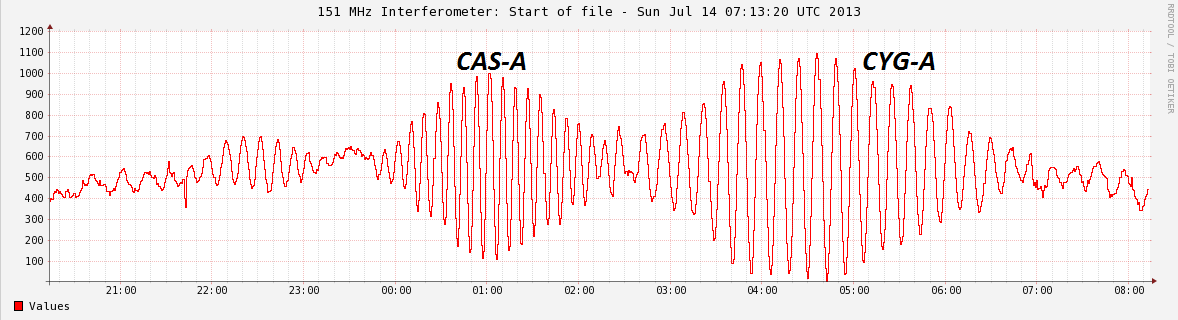 151 MHz Interferometer: Start of file - Sun Jul 14 07:13:20 UTC 2013
RRDTOOL / TOBI OETIKER
1200
1100
1000
900
800
700
600
500
400
300
200
100
CAS-A
CYG-A
21:00 22:00 23:00 00:00 01:00 02:00 03:00 04:00 05:00 06:00 07:00 08:00
Values